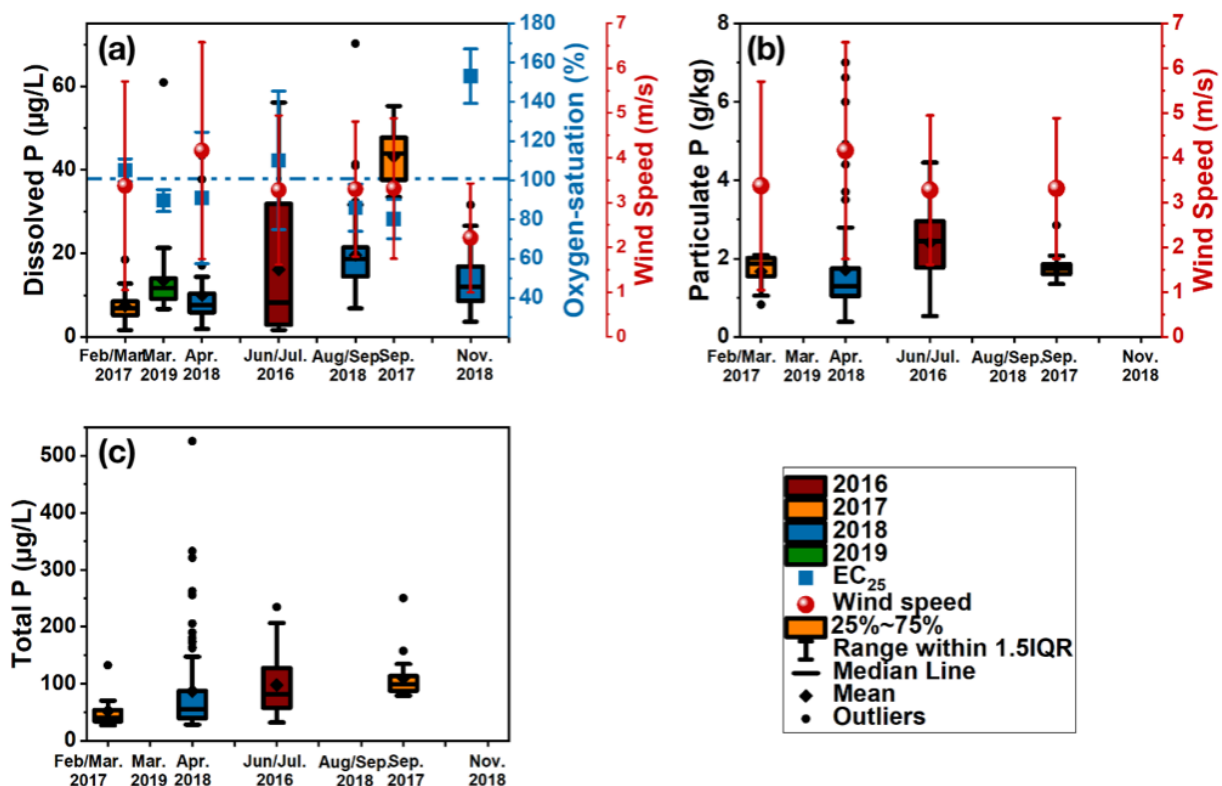 (a)
Dissolved P (µg/L)
60
40
20
0
180
160
140
120
100
80
60
40
Oxygen-satuation (%)
7
6
5
4
3
2
1
0
Wind Speed (m/s)
Feb/Mar. Mar. Apr. Jun/Jul. Aug/Sep. Sep. Nov.
2017 2019 2018 2016 2018 2017 2018
(b)
Particulate P (g/kg)
8
6
4
2
0
7
6
5
4
3
2
1
0
Wind Speed (m/s)
Feb/Mar. Mar. Apr. Jun/Jul. Aug/Sep. Sep. Nov.
2017 2019 2018 2016 2018 2017 2018
(c)
Total P (µg/L)
500
400
300
200
100
0
Feb/Mar. Mar. Apr. Jun/Jul. Aug/Sep. Sep. Nov.
2017 2019 2018 2016 2018 2017 2018
2016
2017
2018
2019
EC25
Wind speed
25%~75%
Range within 1.5IQR
Median Line
Mean
Outliers